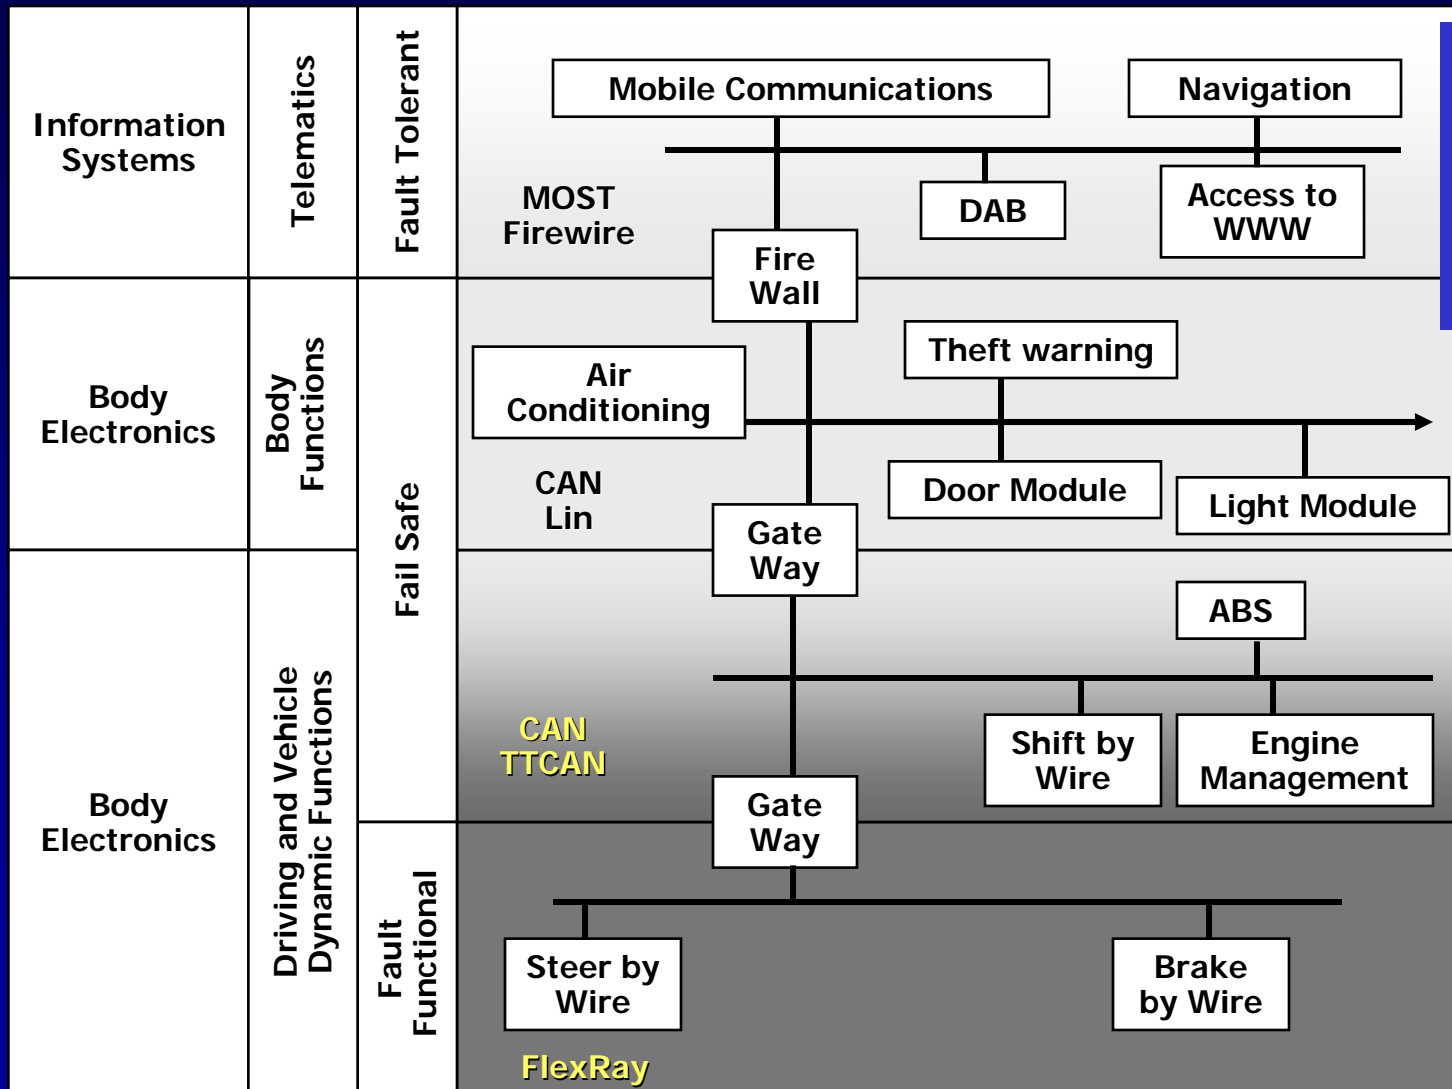 Information
Systems
Telematics
Fault Tolerant
Mobile Communications
Navigation
MOST
Firewire
DAB
Access to
WWW
Fire
Wall
Body
Electronics
Body
Functions
Fail Safe
Air
Conditioning
Theft warning
CAN
Lin
Door Module
Light Module
Gate
Way
Body
Electronics
Driving and Vehicle
Dynamic Functions
ABS
CAN
TTCAN
Shift by
Wire
Engine
Management
Gate
Way
Fault
Functional
Steer by
Wire
Brake
by Wire
FlexRay